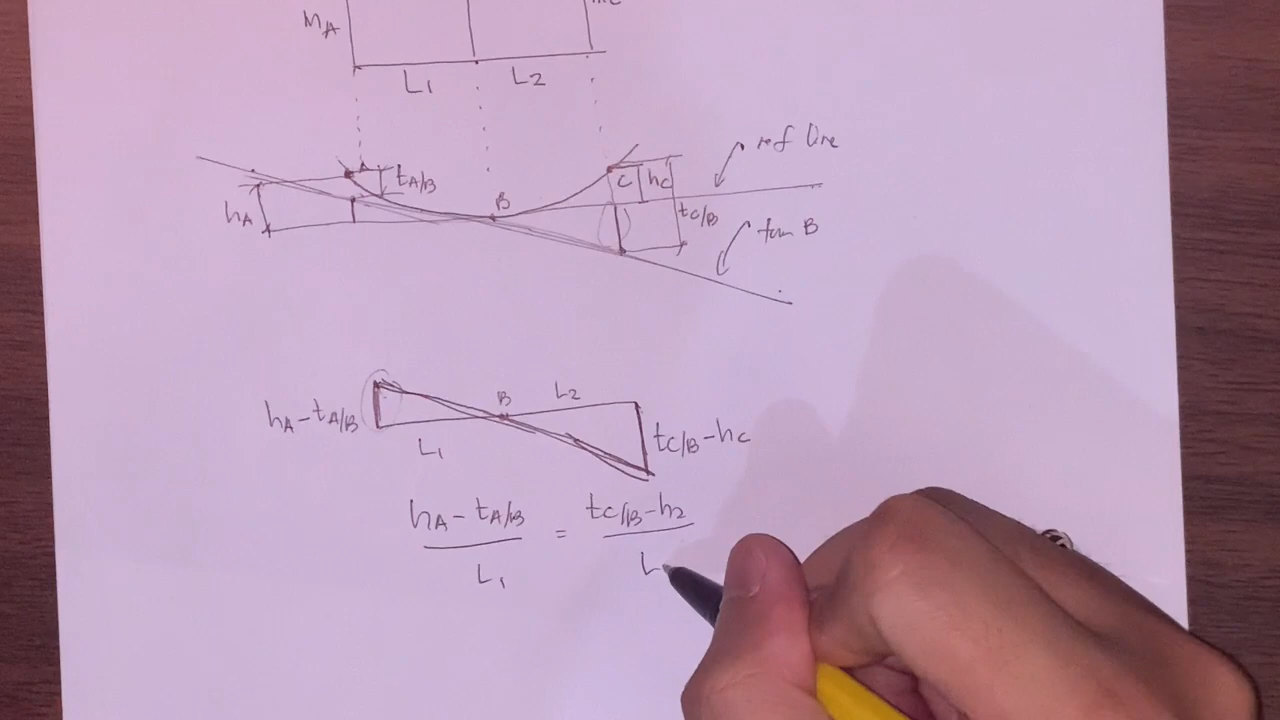 MA
L1 L2
ref line
A tA/B
C hC
hA B tC/B
tan B
B L2
hA - tA/B
L1 tC/B - hC
hA - tA/B = tC/B - h2
L1 L